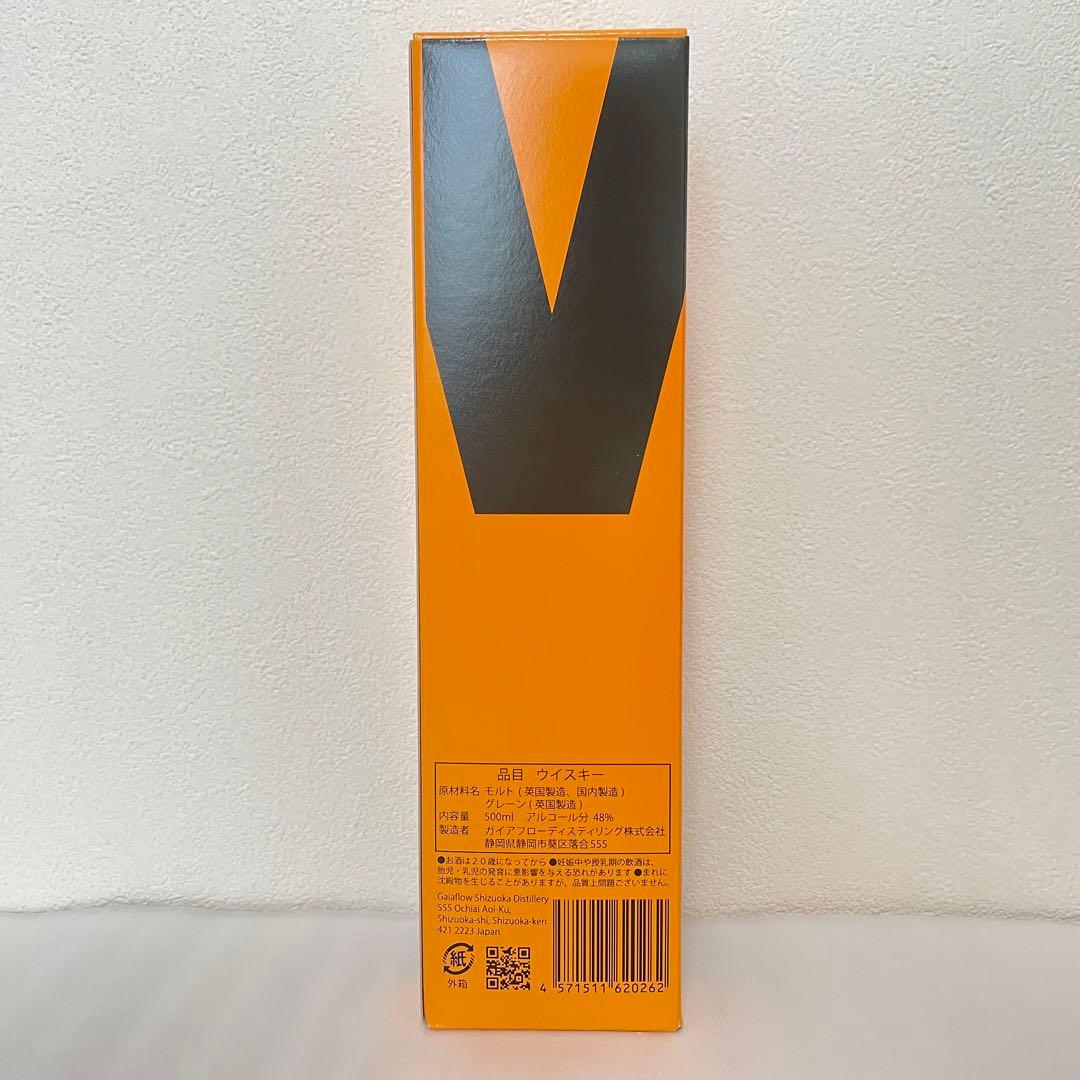 品目 ウイスキー
原材料名 モルト ( 英国製造、国内製造 )
グレーン ( 英国製造 )
内容量 500ml アルコール分 48%
製造者 ガイアフローディスティリング株式会社
静岡県静岡市葵区落合555
●お酒は２０歳になってから ●妊娠中や授乳期の飲酒は、
胎児・乳児の発育に悪影響を与える恐れがあります ●まれに
沈殿物を生じることがありますが、品質上問題ございません。
Gaiaflow Shizuoka Distillery
555 Ochiai Aoi-Ku,
Shizuoka-shi, Shizuoka-ken
421 2223 Japan
紙
外箱
4 571511 620262